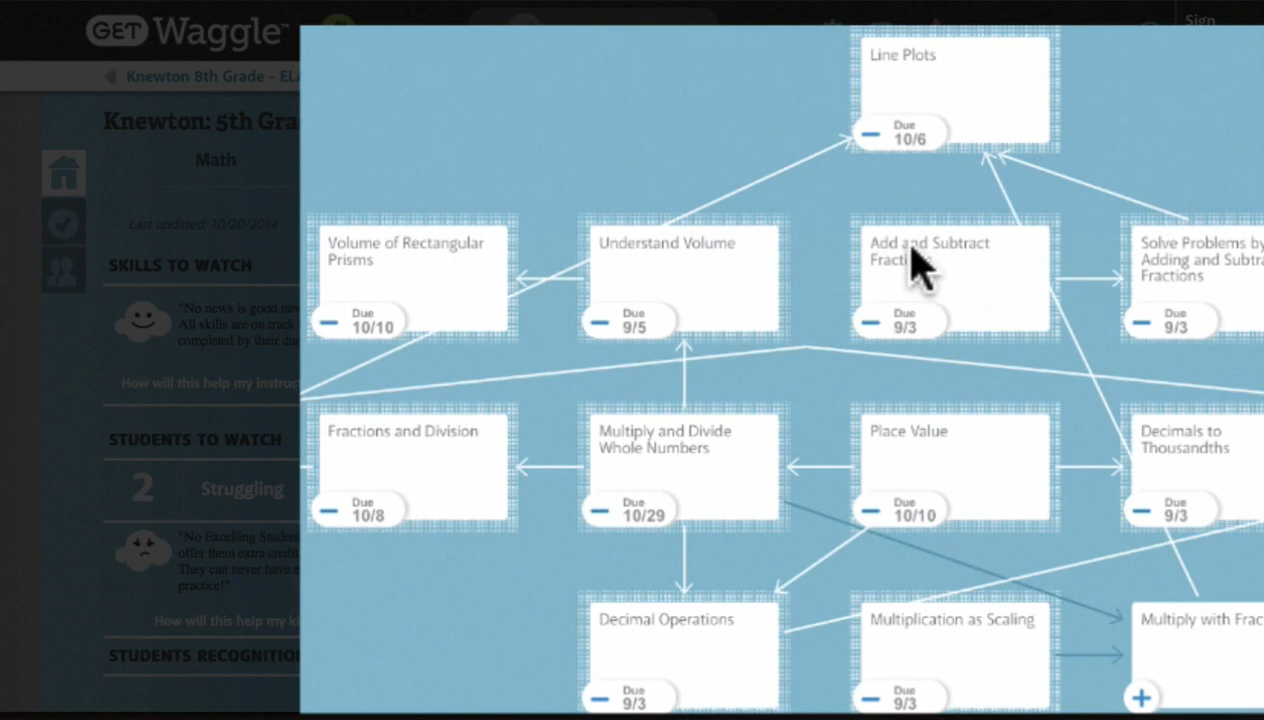 GET Waggle™
Sign
Knewton 8th Grade - ELA
Knewton: 5th Gra
Math
Last updated: 10/20/2014
SKILLS TO WATCH
"No news is good new
All skills are on track
completed by their du
How will this help my instruc
STUDENTS TO WATCH
2 Struggling
"No Excelling Studen
offer them extra credit
They can never have e
practice!"
How will this help my ki
STUDENTS RECOGNITIO
Line Plots
Due
10/6
Volume of Rectangular
Prisms
Due
10/10
Understand Volume
Due
9/5
Add and Subtract
Fracti
Due
9/3
Solve Problems by
Adding and Subtra
Fractions
Due
9/3
Fractions and Division
Due
10/8
Multiply and Divide
Whole Numbers
Due
10/29
Place Value
Due
10/10
Decimals to
Thousandths
Due
9/3
Decimal Operations
Due
9/3
Multiplication as Scaling
Due
9/3
Multiply with Frac